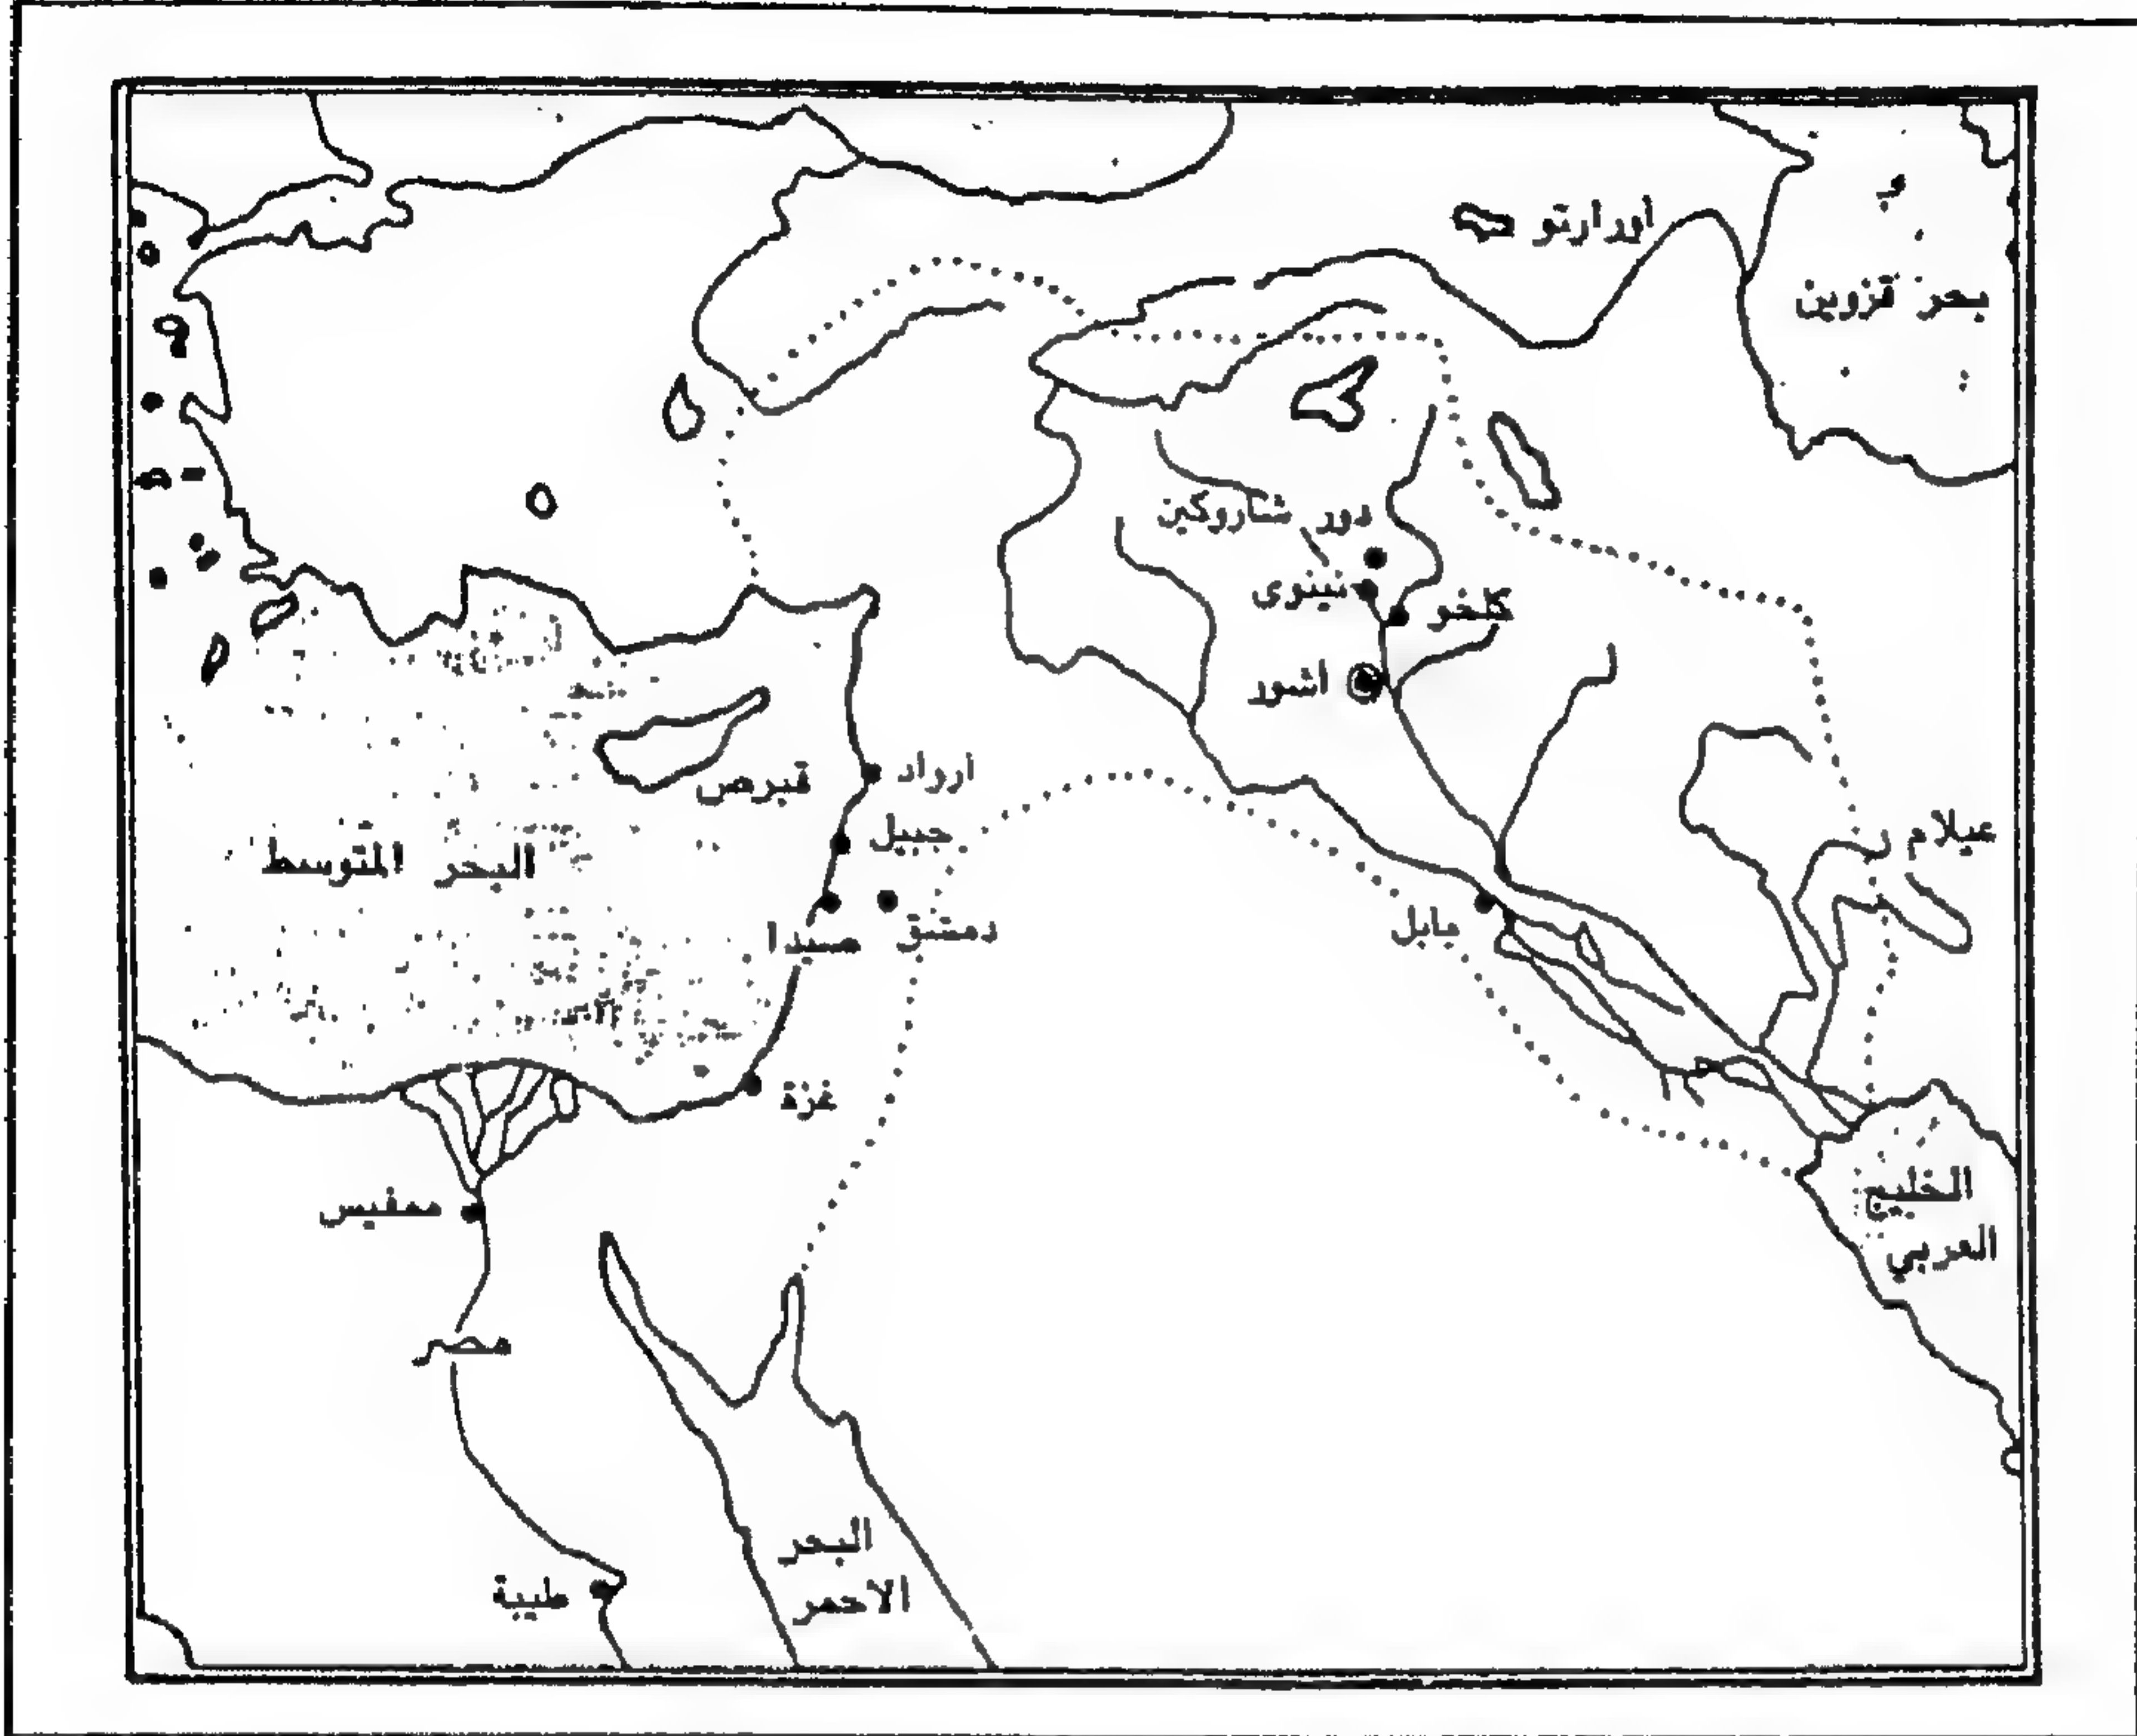 اورارتو
بحر قزوين
دور شاروكين
نينوى
كلخو
اشور
ارواد
قبرص
جبيل
عيلام
البحر المتوسط
صيدا
دمشق
بابل
غزة
ممفيس
الخليج
العربي
مصر
البحر
الاحمر
طيبة